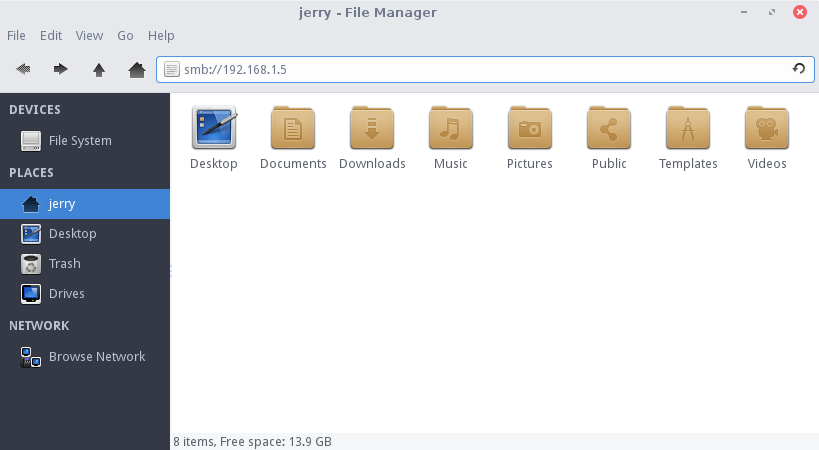 jerry - File Manager
File Edit View Go Help
smb://192.168.1.5
DEVICES
File System
PLACES
jerry
Desktop
Trash
Drives
NETWORK
Browse Network
Desktop Documents Downloads Music Pictures Public Templates Videos
8 items, Free space: 13.9 GB